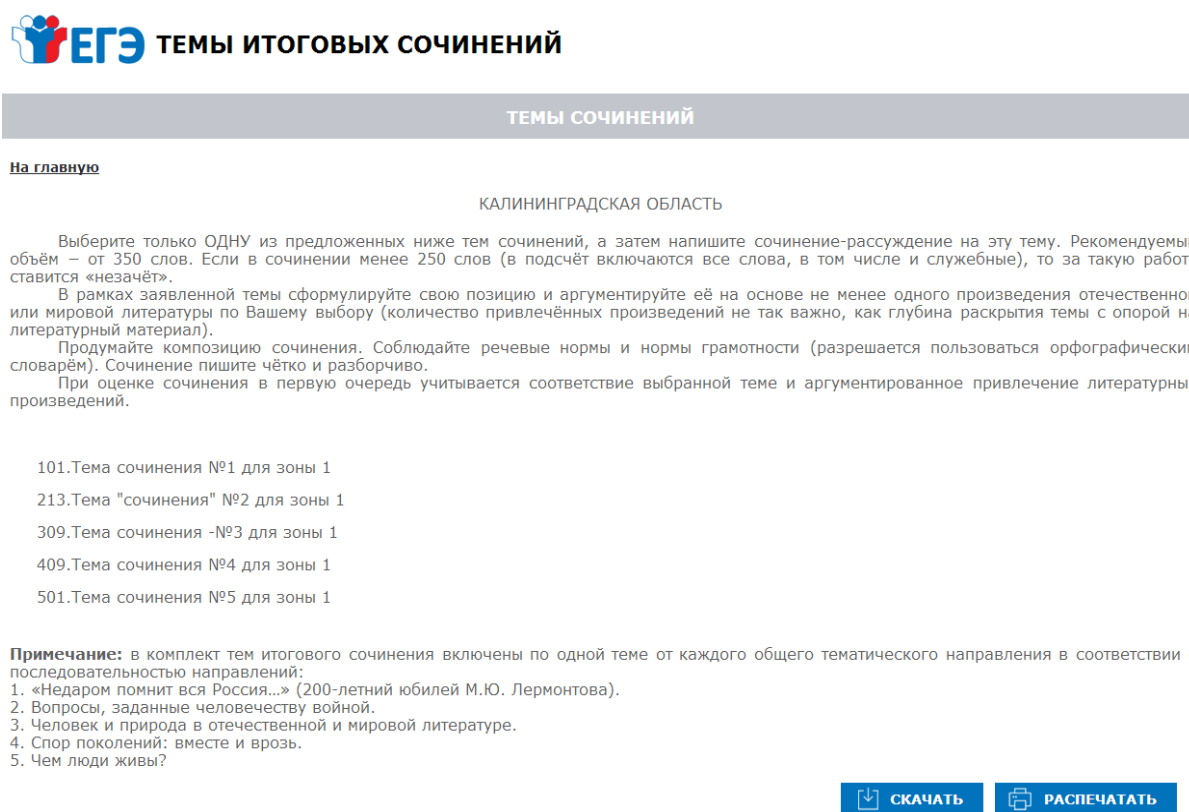 ЕГЭ ТЕМЫ ИТОГОВЫХ СОЧИНЕНИЙ
ТЕМЫ СОЧИНЕНИЙ
На главную
КАЛИНИНГРАДСКАЯ ОБЛАСТЬ
Выберите только ОДНУ из предложенных ниже тем сочинений, а затем напишите сочинение-рассуждение на эту тему. Рекомендуемы
объём – от 350 слов. Если в сочинении менее 250 слов (в подсчёт включаются все слова, в том числе и служебные), то за такую работ
ставится «незачёт».
В рамках заявленной темы сформулируйте свою позицию и аргументируйте её на основе не менее одного произведения отечественно
или мировой литературы по Вашему выбору (количество привлечённых произведений не так важно, как глубина раскрытия темы с опорой н
литературный материал).
Продумайте композицию сочинения. Соблюдайте речевые нормы и нормы грамотности (разрешается пользоваться орфографически
словарём). Сочинение пишите чётко и разборчиво.
При оценке сочинения в первую очередь учитывается соответствие выбранной теме и аргументированное привлечение литературны
произведений.
101.Тема сочинения №1 для зоны 1
213.Тема "сочинения" №2 для зоны 1
309.Тема сочинения -№3 для зоны 1
409.Тема сочинения №4 для зоны 1
501.Тема сочинения №5 для зоны 1
Примечание: в комплект тем итогового сочинения включены по одной теме от каждого общего тематического направления в соответствии
последовательностью направлений:
1. «Недаром помнит вся Россия…» (200-летний юбилей М.Ю. Лермонтова).
2. Вопросы, заданные человечеству войной.
3. Человек и природа в отечественной и мировой литературе.
4. Спор поколений: вместе и врозь.
5. Чем люди живы?
СКАЧАТЬ РАСПЕЧАТАТЬ